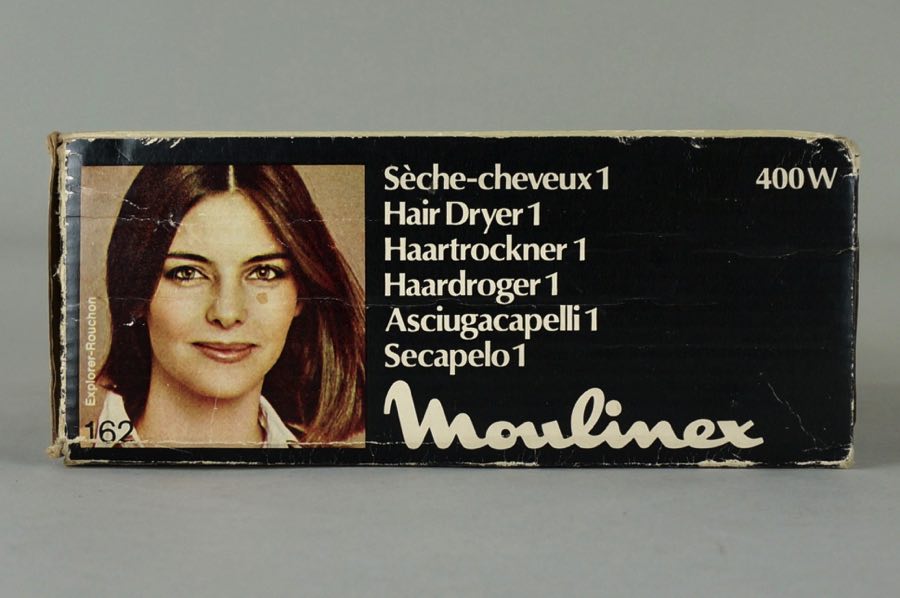 Sèche-cheveux 1
400 W
Hair Dryer 1
Haartrockner 1
Haardroger 1
Asciugacapelli 1
Secapelo 1
Moulinex
Explorer-Rouchon
162